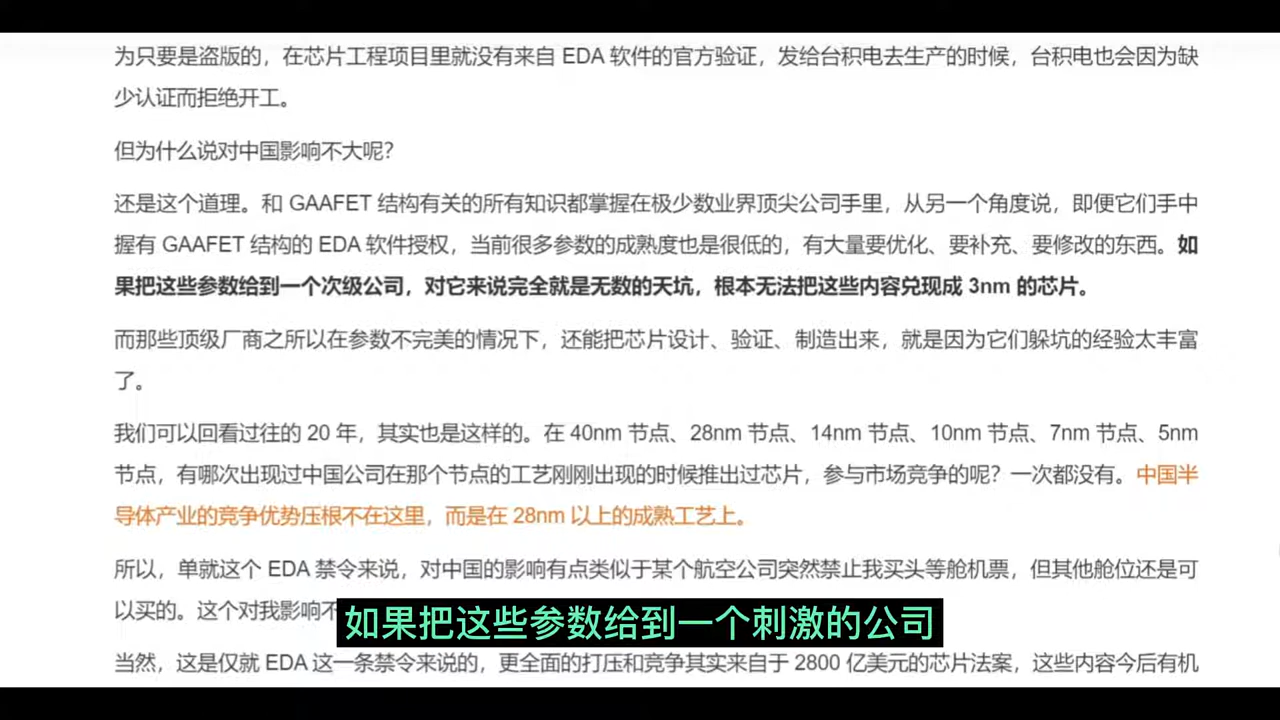 为只要是盗版的，在芯片工程项目里就没有来自 EDA 软件的官方验证，发给台积电去生产的时候，台积电也会因为缺
少认证而拒绝开工。
但为什么说对中国影响不大呢？
还是这个道理。和 GAAFET 结构有关的所有知识都掌握在极少数业界顶尖公司手里，从另一个角度说，即便它们手中
握有 GAAFET 结构的 EDA 软件授权，当前很多参数的成熟度也是很低的，有大量要优化、要补充、要修改的东西。如
果把这些参数给到一个次级公司，对它来说完全就是无数的天坑，根本无法把这些内容兑现成 3nm 的芯片。
而那些顶级厂商之所以在参数不完美的情况下，还能把芯片设计、验证、制造出来，就是因为它们躲坑的经验太丰富
了。
我们可以回看过往的 20 年，其实也是这样的。在 40nm 节点、28nm 节点、14nm 节点、10nm 节点、7nm 节点、5nm
节点，有哪次出现过中国公司在那个节点的工艺刚刚出现的时候推出过芯片，参与市场竞争的呢？一次都没有。中国半
导体产业的竞争优势压根不在这里，而是在 28nm 以上的成熟工艺上。
所以，单就这个 EDA 禁令来说，对中国的影响有点类似于某个航空公司突然禁止我买头等舱机票，但其他舱位还是可
以买的。这个对我影响不
如果把这些参数给到一个刺激的公司
当然，这是仅就 EDA 这一条禁令来说的，更全面的打压和竞争其实来自于 2800 亿美元的芯片法案，这些内容今后有机